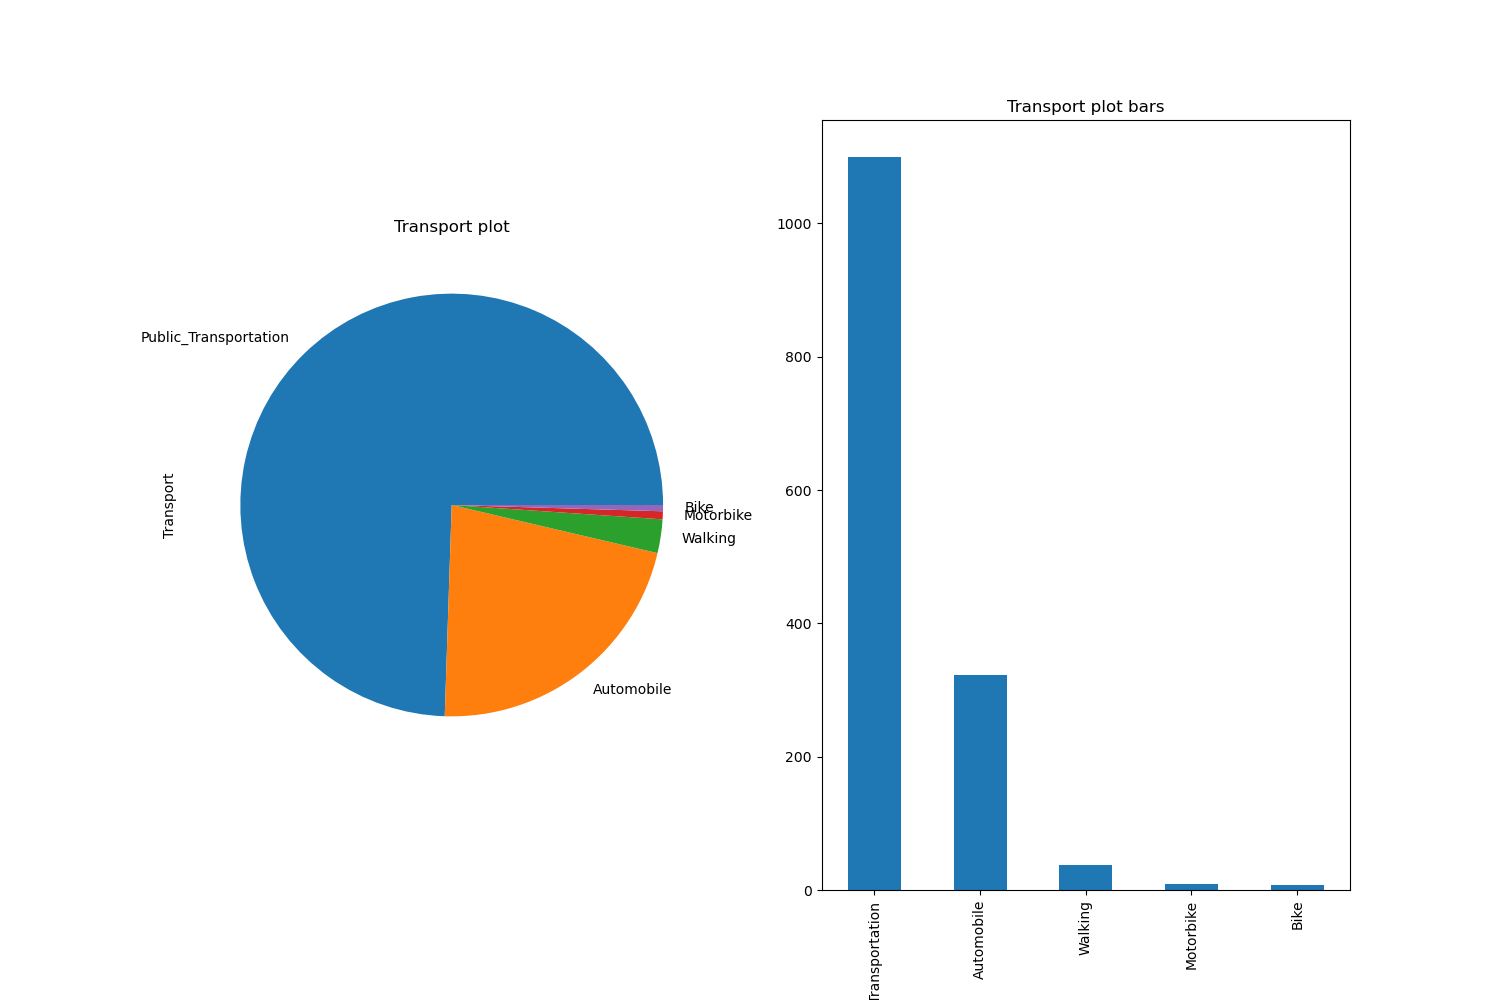 Transport plot
Public_Transportation
Transport
Bike
Motorbike
Walking
Automobile
Transport plot bars
1000
800
600
400
200
0
Transportation
Automobile
Walking
Motorbike
Bike